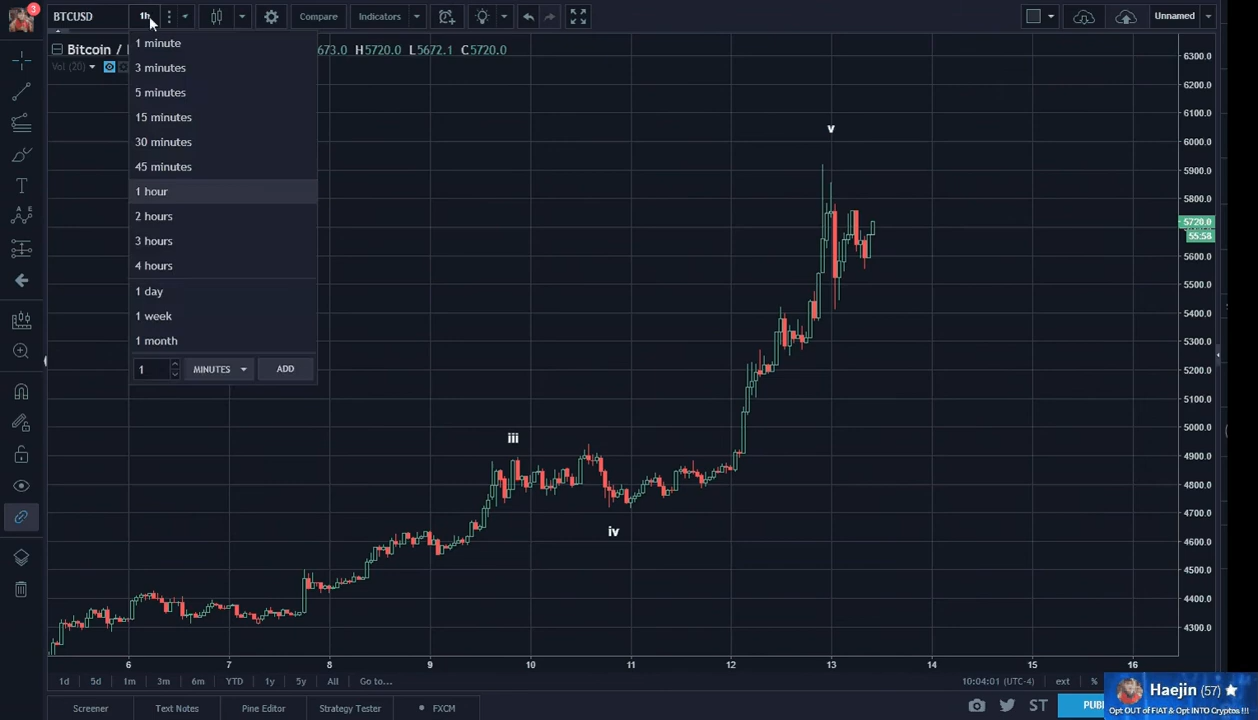 3
BTCUSD
1h
Compare
Indicators
Unnamed
Bitcoin /
673.0 H5720.0 L5672.1 C5720.0
Vol (20)
1 minute
3 minutes
5 minutes
15 minutes
30 minutes
45 minutes
1 hour
2 hours
3 hours
4 hours
1 day
1 week
1 month
1 MINUTES ADD
v
iii
iv
6300.0
6200.0
6100.0
6000.0
5900.0
5800.0
5720.0
55:58
5600.0
5500.0
5400.0
5300.0
5200.0
5100.0
5000.0
4900.0
4800.0
4700.0
4600.0
4500.0
4400.0
4300.0
6 7 8 9 10 11 12 13 14 15 16
1d 5d 1m 3m 6m YTD 1y 5y All Go to...
10:04:01 (UTC-4) ext %
Screener Text Notes Pine Editor Strategy Tester FXCM
ST
PUB
Haejin (57)
Opt OUT of FIAT & Opt INTO Cryptos !!!